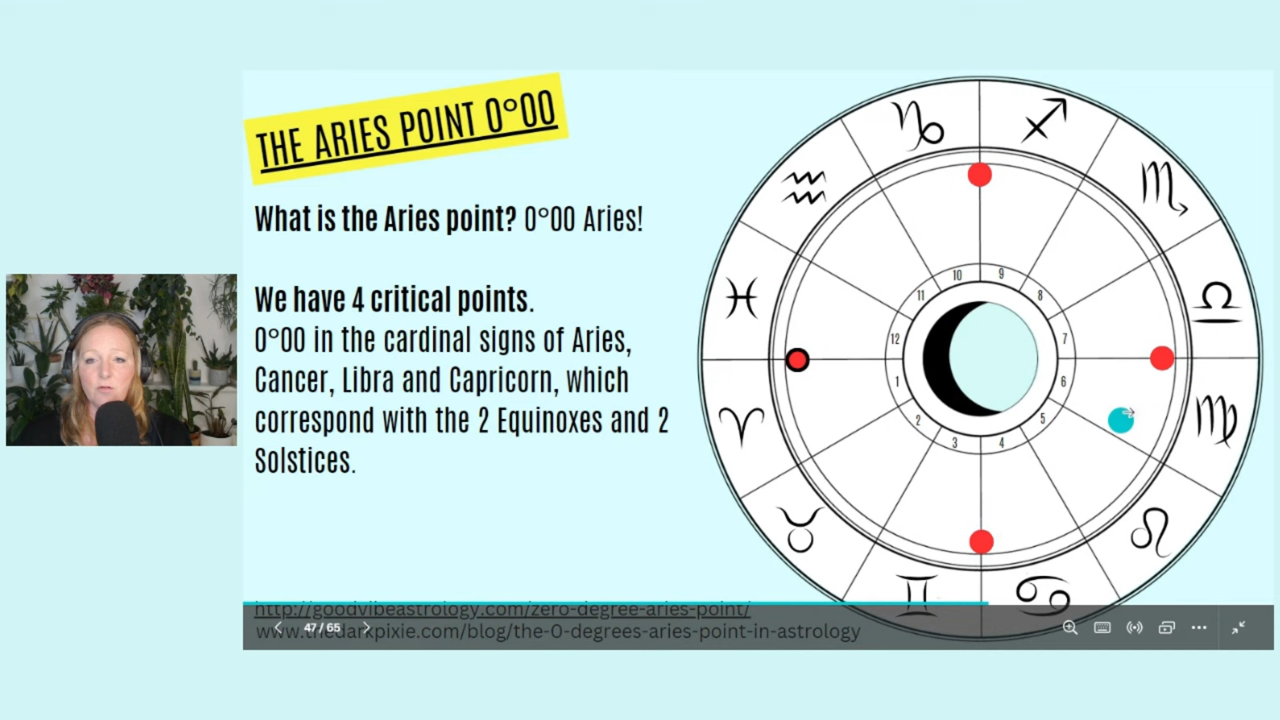 THE ARIES POINT 0°00
What is the Aries point? 0°00 Aries!
We have 4 critical points.
0°00 in the cardinal signs of Aries,
Cancer, Libra and Capricorn, which
correspond with the 2 Equinoxes and 2
Solstices.
http://goodvibeastrology.com/zero-degree-aries-point/
www.thedarkpixie.com/blog/the-0-degrees-aries-point-in-astrology
47 / 65
♑ ♐
♒ ♏
♓ ♎
♈ ♍
♉ ♌
♊ ♋
10 9
11 8
12 7
1 6
2 5
3 4